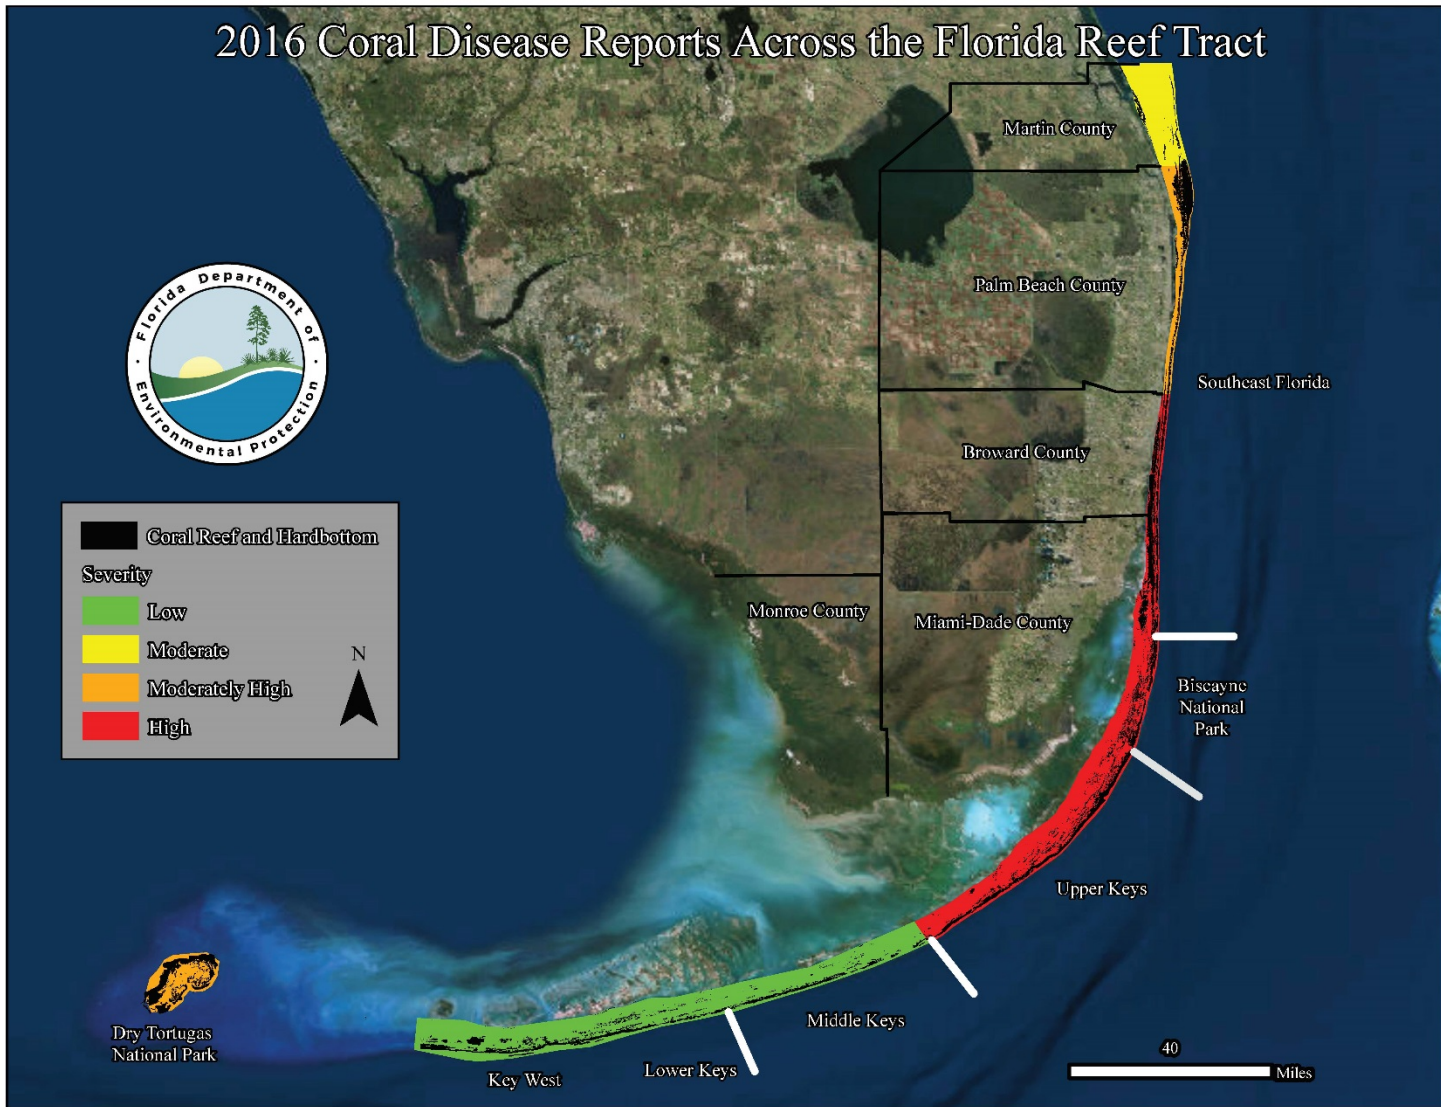 2016 Coral Disease Reports Across the Florida Reef Tract
Martin County
Palm Beach County
Southeast Florida
Broward County
Monroe County
Miami-Dade County
Biscayne
National
Park
Upper Keys
Middle Keys
Lower Keys
Key West
Dry Tortugas
National Park
Florida Department of
Environmental Protection
Coral Reef and Hardbottom
Severity
Low
Moderate
Moderately High
High
N
40
Miles